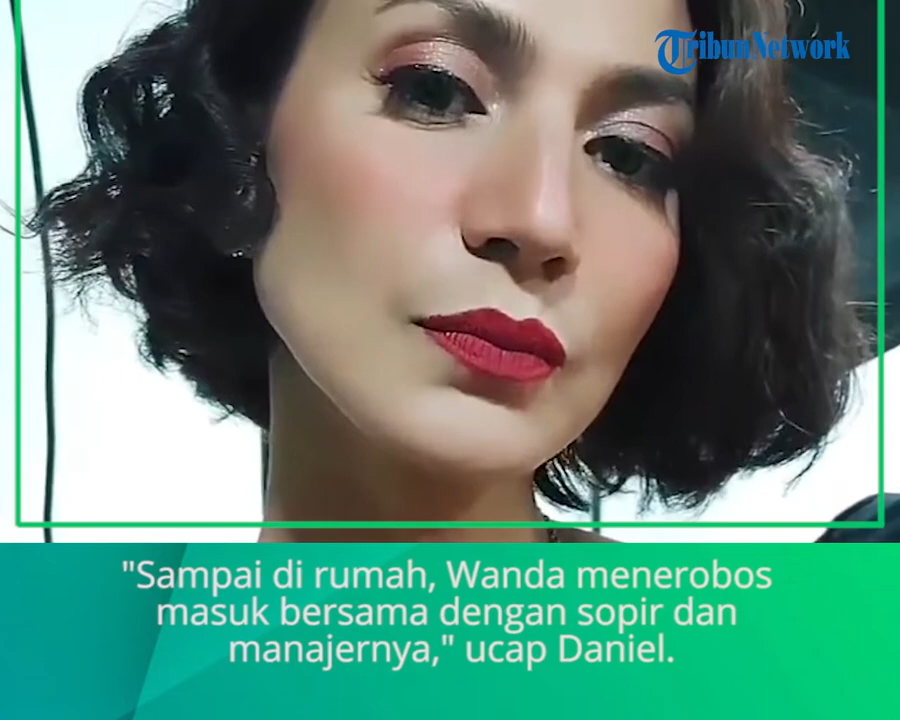 TribunNetwork
"Sampai di rumah, Wanda menerobos
masuk bersama dengan sopir dan
manajernya," ucap Daniel.